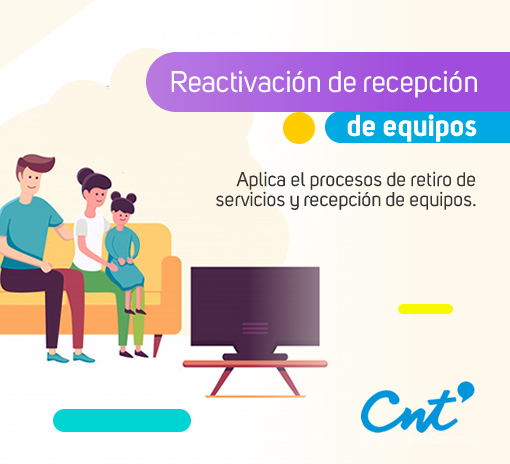 Reactivación de recepción
de equipos
Aplica el procesos de retiro de
servicios y recepción de equipos.
Cnt